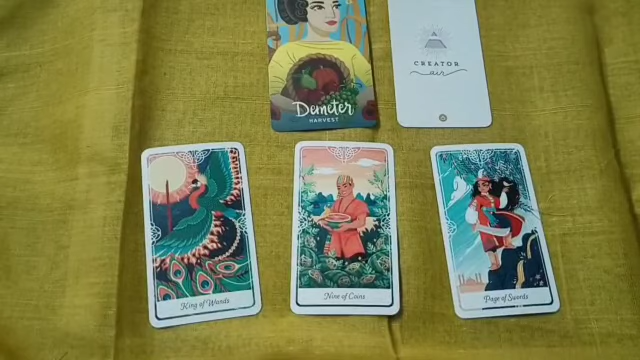 Demeter
HARVEST
CREATOR
air
King of Wands
Nine of Coins
Page of Swords